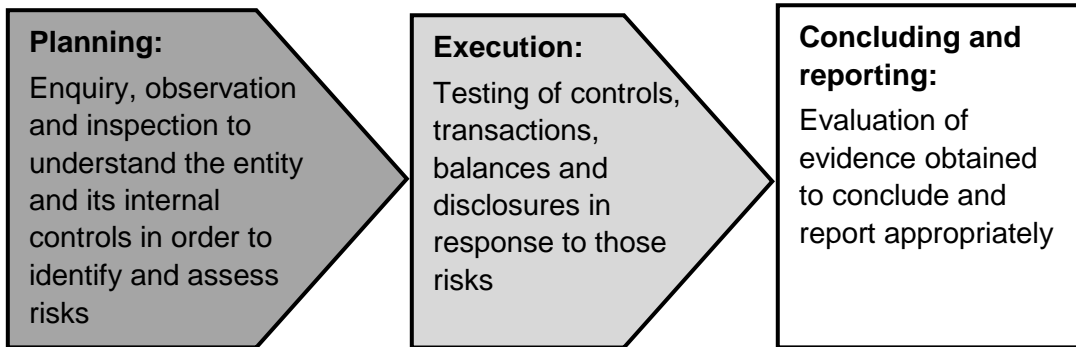 Planning:
Enquiry, observation
and inspection to
understand the entity
and its internal
controls in order to
identify and assess
risks
Execution:
Testing of controls,
transactions,
balances and
disclosures in
response to those
risks
Concluding and
reporting:
Evaluation of
evidence obtained
to conclude and
report appropriately